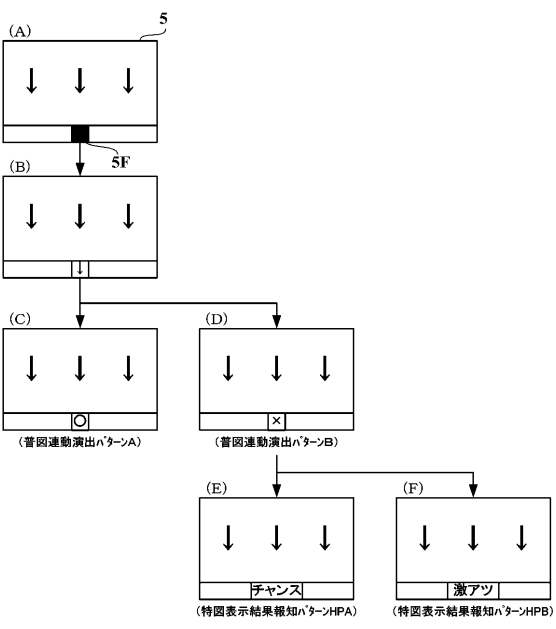 5
(A)
5F
(B)
(C)
(D)
○
×
(普図連動演出パターンA)
(普図連動演出パターンB)
(E)
(F)
チャンス
激アツ
(特図表示結果報知パターンHPA)
(特図表示結果報知パターンHPB)